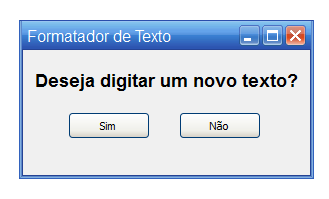 Formatador de Texto
Deseja digitar um novo texto?
Sim
Não